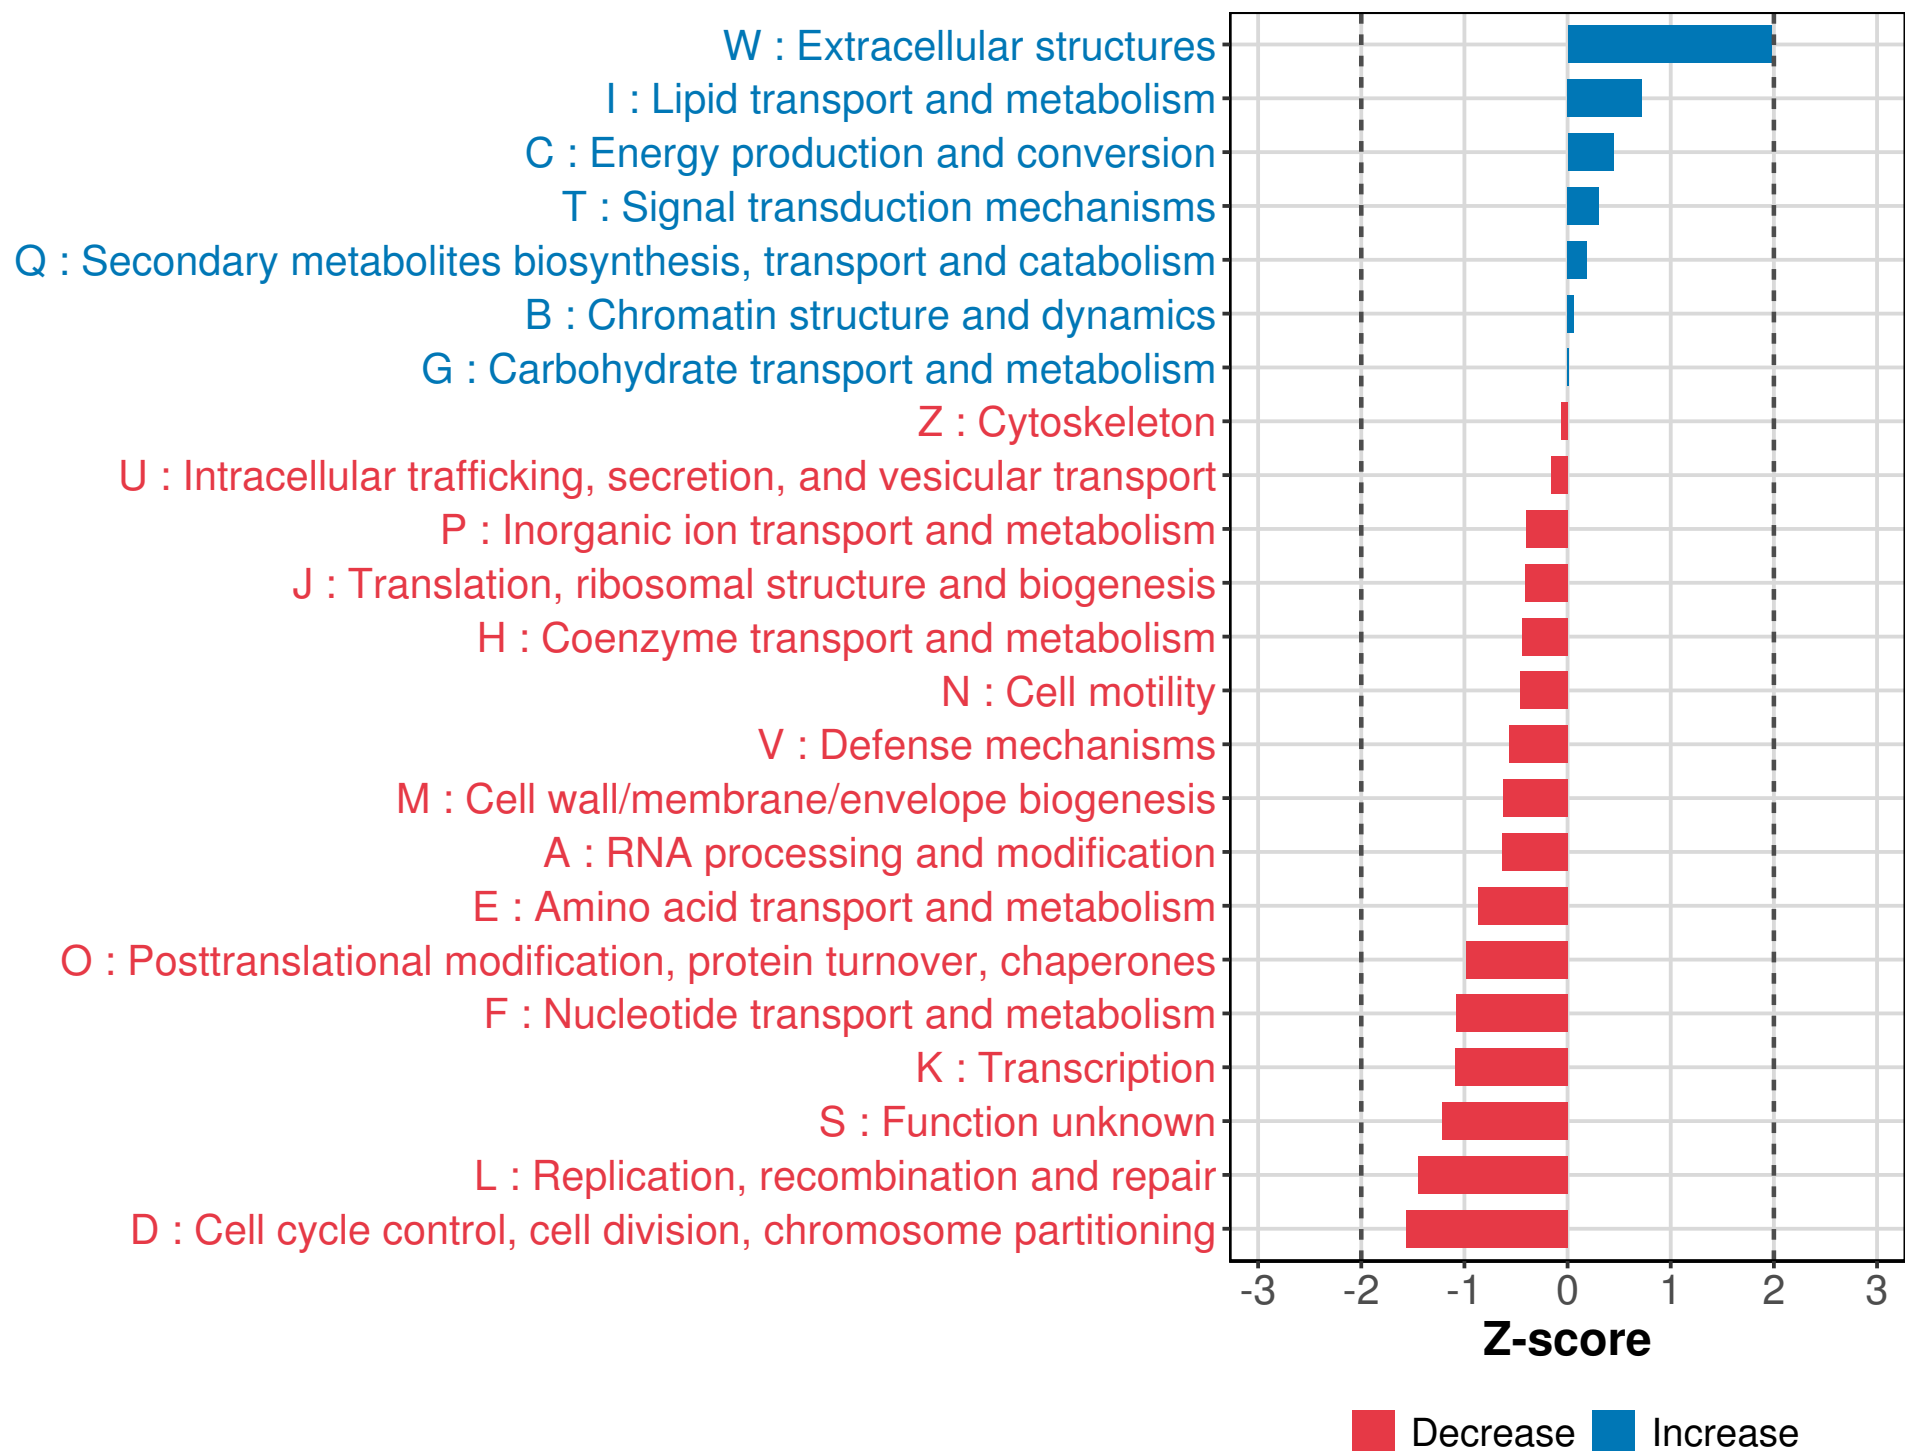 W : Extracellular structures
I : Lipid transport and metabolism
C : Energy production and conversion
T : Signal transduction mechanisms
Q : Secondary metabolites biosynthesis, transport and catabolism
B : Chromatin structure and dynamics
G : Carbohydrate transport and metabolism
Z : Cytoskeleton
U : Intracellular trafficking, secretion, and vesicular transport
P : Inorganic ion transport and metabolism
J : Translation, ribosomal structure and biogenesis
H : Coenzyme transport and metabolism
N : Cell motility
V : Defense mechanisms
M : Cell wall/membrane/envelope biogenesis
A : RNA processing and modification
E : Amino acid transport and metabolism
O : Posttranslational modification, protein turnover, chaperones
F : Nucleotide transport and metabolism
K : Transcription
S : Function unknown
L : Replication, recombination and repair
D : Cell cycle control, cell division, chromosome partitioning
-3 -2 -1 0 1 2 3
Z-score
Decrease Increase